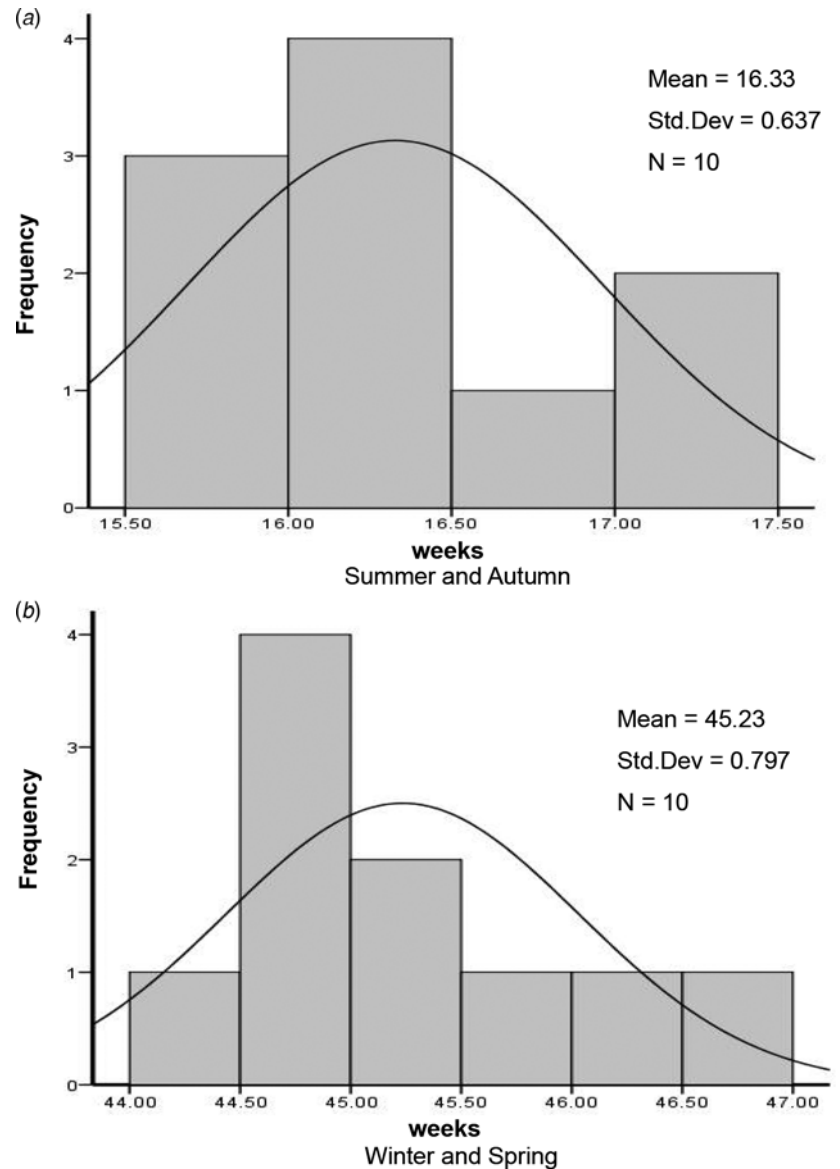 (a)
Mean = 16.33
Std.Dev = 0.637
N = 10
Frequency
4
3
2
1
0
15:50 16:00 16:50 17:00 17:50
weeks
Summer and Autumn
(b)
Mean = 45.23
Std.Dev = 0.797
N = 10
Frequency
4
3
2
1
0
44.00 44.50 45.00 45.50 46.00 46.50 47.00
weeks
Winter and Spring